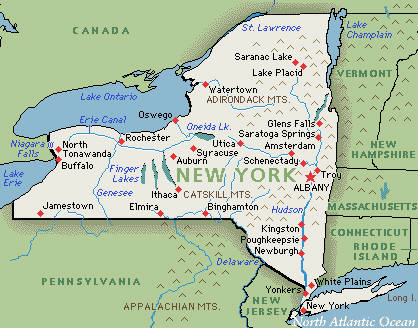 CANADA
St. Lawrence
Lake
Champlain
Saranac Lake
Lake Placid
VERMONT
Watertown
Lake Ontario
ADIRONDACK MTS.
Oswego
Erie Canal
Oneida Lk.
Glens Falls
Saratoga Springs
NEW
HAMPSHIRE
Niagara
Falls
North
Tonawanda
Buffalo
Rochester
Utica
Syracuse
Auburn
Amsterdam
Schenectady
Troy
ALBANY
Lake
Erie
Finger
Lakes
Genesee
NEW YORK
Ithaca
CATSKILL MTS.
MASSACHUSETTS
Jamestown
Elmira
Binghamton
Hudson
Kingston
Poughkeepsie
Newburgh
CONNECTICUT
RHODE
ISLAND
Delaware
PENNSYLVANIA
APPALACHIAN MTS.
White Plains
Yonkers
NEW
JERSEY
New York
Long I.
North Atlantic Ocean